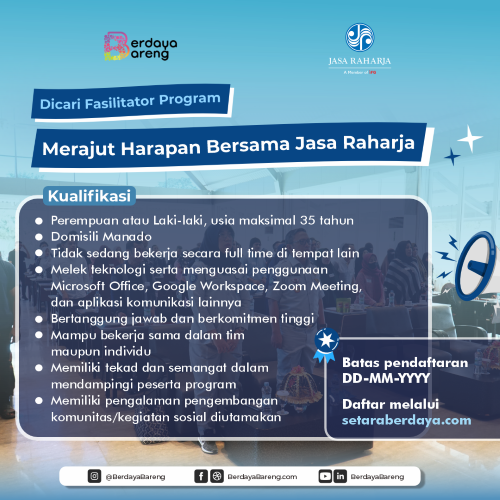 Berdaya
Bareng
JASA RAHARJA
A Member of IFG
Dicari Fasilitator Program
Merajut Harapan Bersama Jasa Raharja
Kualifikasi
Perempuan atau Laki-laki, usia maksimal 35 tahun
Domisili Manado
Tidak sedang bekerja secara full time di tempat lain
Melek teknologi serta menguasai penggunaan
Microsoft Office, Google Workspace, Zoom Meeting,
dan aplikasi komunikasi lainnya
Bertanggung jawab dan berkomitmen tinggi
Mampu bekerja sama dalam tim
maupun individu
Memiliki tekad dan semangat dalam
mendampingi peserta program
Memiliki pengalaman pengembangan
komunitas/kegiatan sosial diutamakan
Batas pendaftaran
DD-MM-YYYY
Daftar melalui
setaraberdaya.com
@BerdayaBareng
BerdayaBareng.com
BerdayaBareng